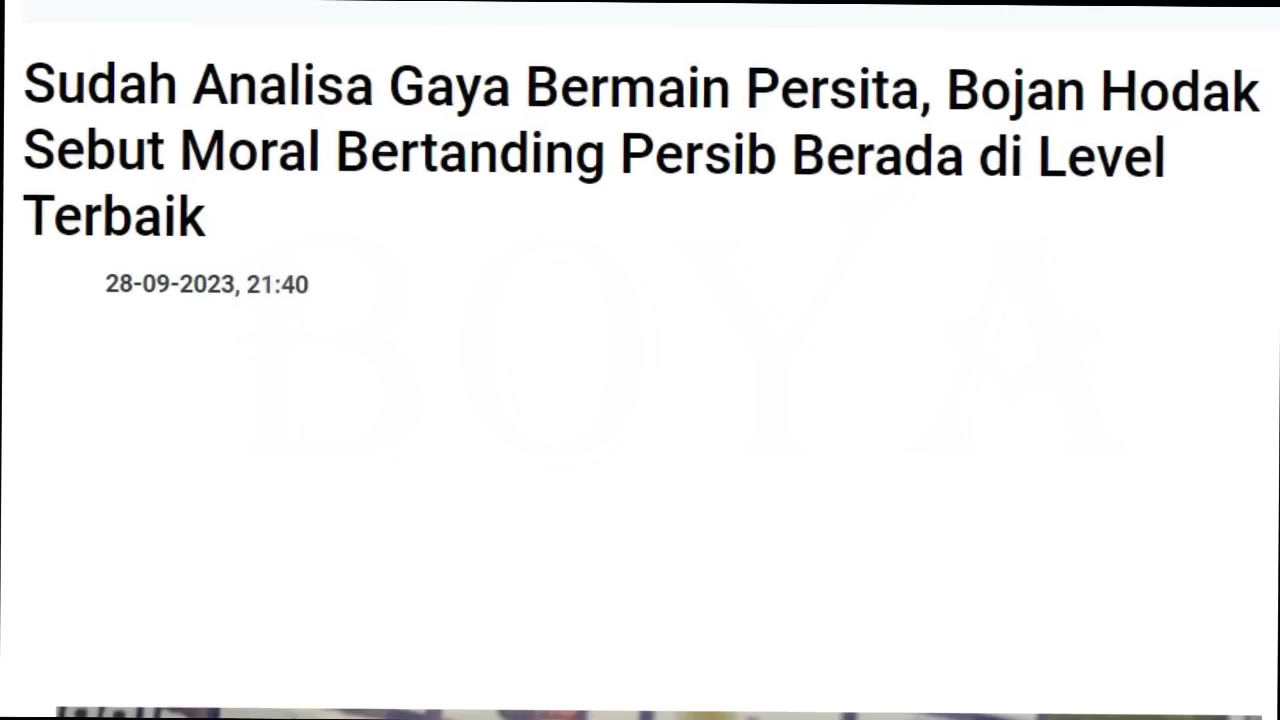 Sudah Analisa Gaya Bermain Persita, Bojan Hodak
Sebut Moral Bertanding Persib Berada di Level
Terbaik
28-09-2023, 21:40
BOYA